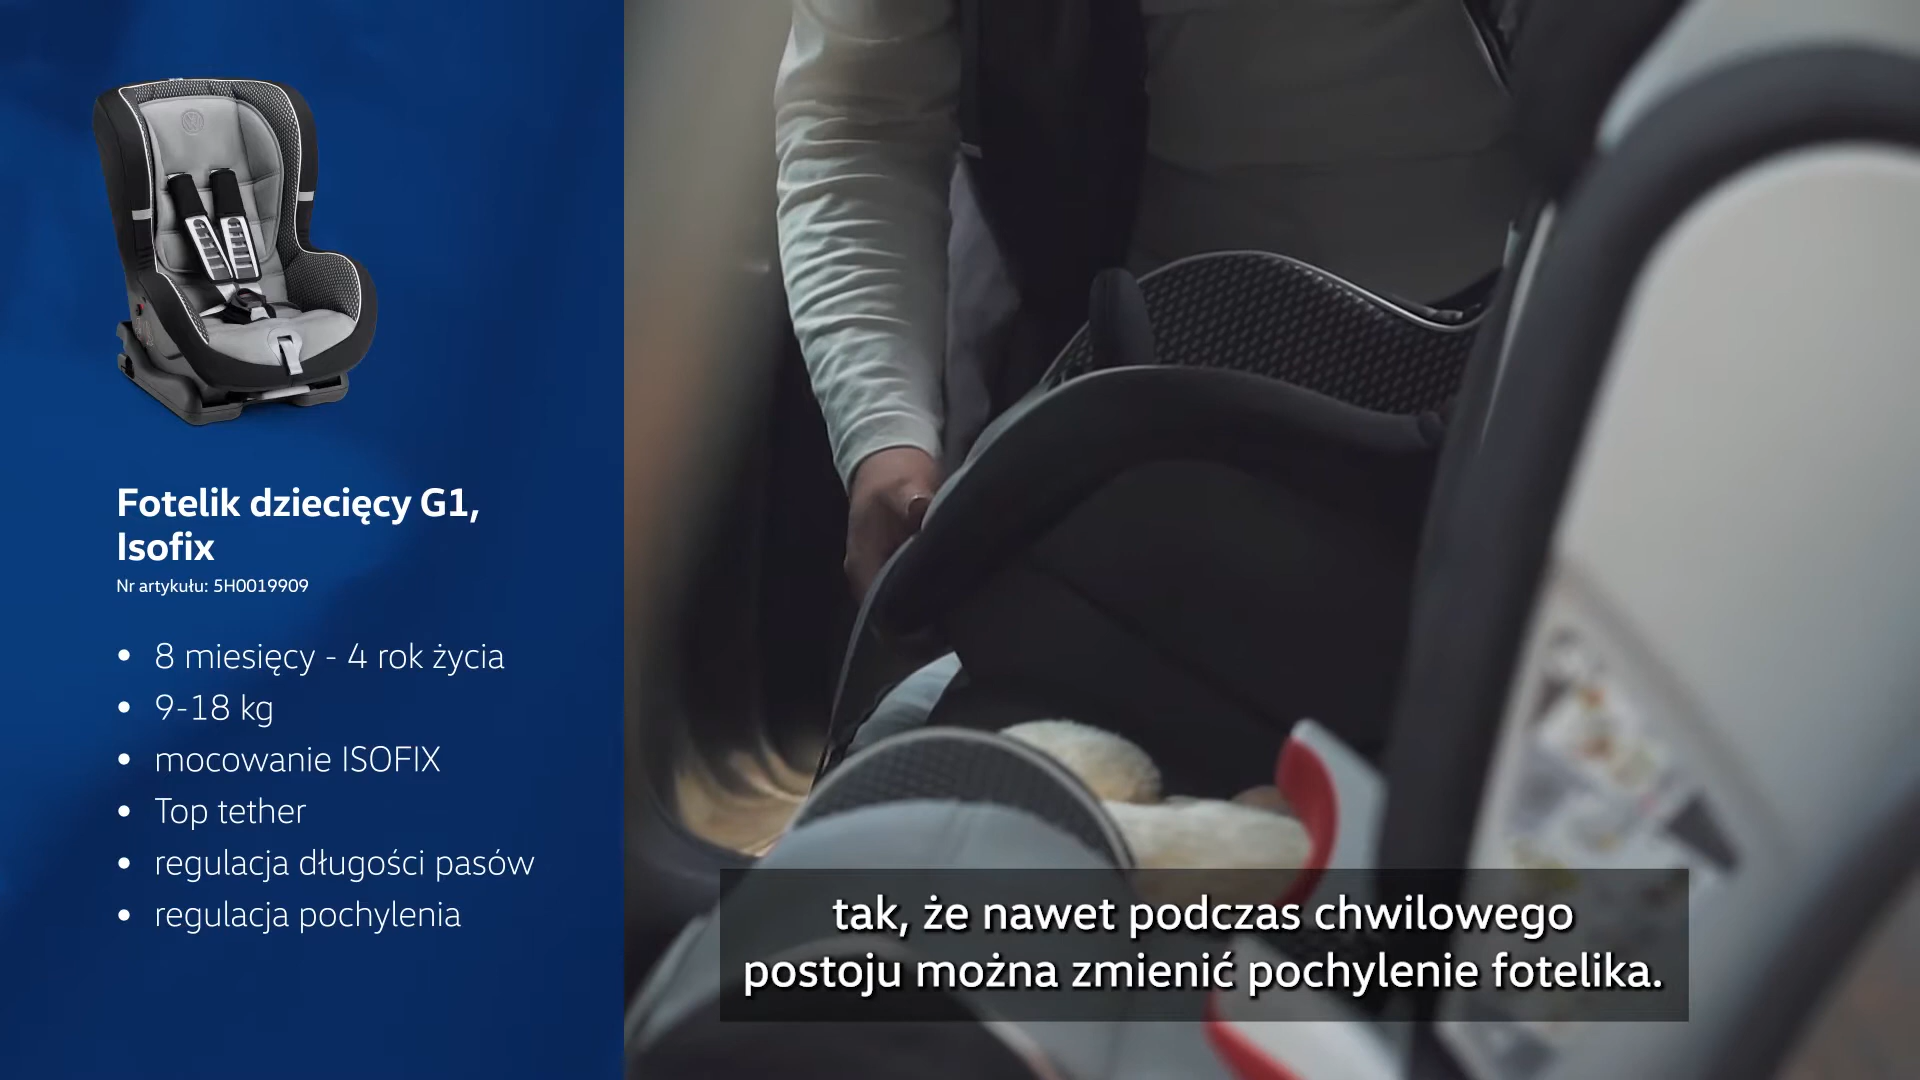 Fotelik dziecięcy G1,
Isofix
Nr artykułu: 5H0019909
• 8 miesięcy - 4 rok życia
• 9-18 kg
• mocowanie ISOFIX
• Top tether
• regulacja długości pasów
• regulacja pochylenia
tak, że nawet podczas chwilowego
postoju można zmienić pochylenie fotelika.